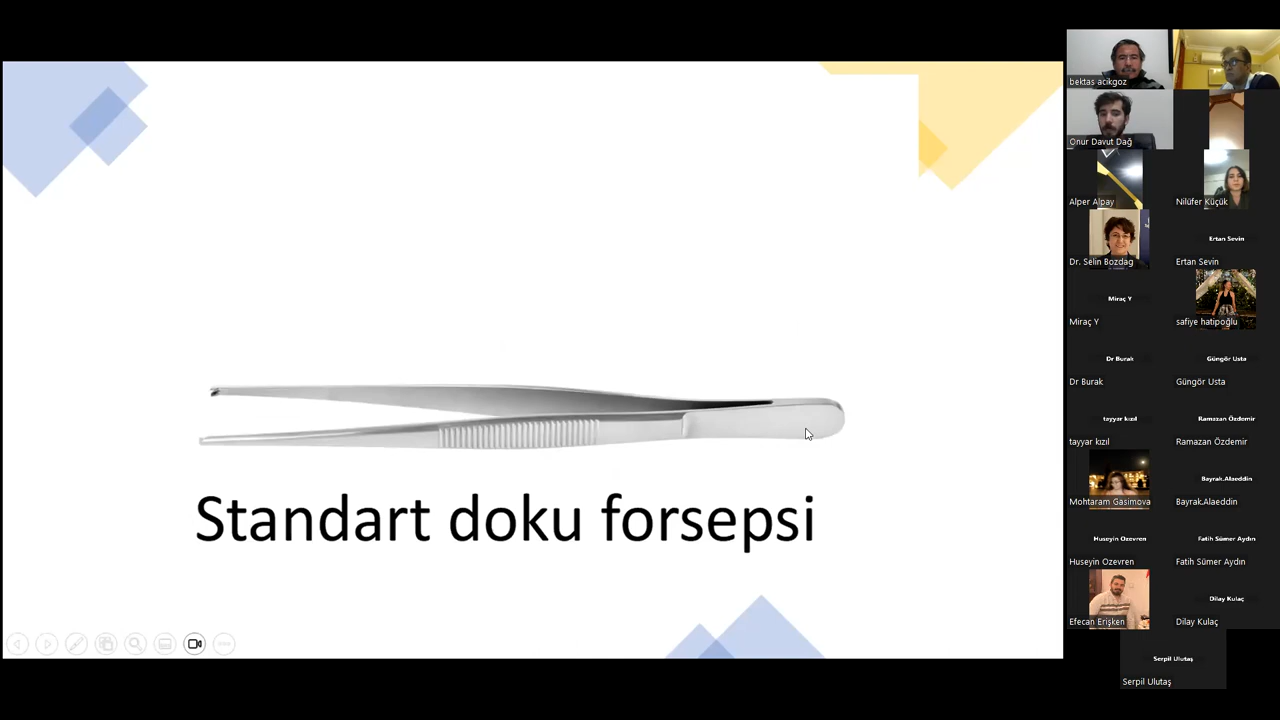 Standart doku forsepsi
bektas acikgoz
Onur Davut Dağ
Alper Alpay
Nilüfer Küçük
Dr. Selin Bozdag
Ertan Sevin
Ertan Sevin
Miraç Y
Miraç Y
safiye hatipoğlu
Dr Burak
Dr Burak
Güngör Usta
Güngör Usta
tayyar kızıl
tayyar kızıl
Ramazan Özdemir
Ramazan Özdemir
Mohtaram Gasimova
Bayrak.Alaeddin
Bayrak.Alaeddin
Huseyin Ozevren
Huseyin Ozevren
Fatih Sümer Aydın
Fatih Sümer Aydın
Efecan Erişken
Dilay Kulaç
Dilay Kulaç
Serpil Ulutaş
Serpil Ulutaş